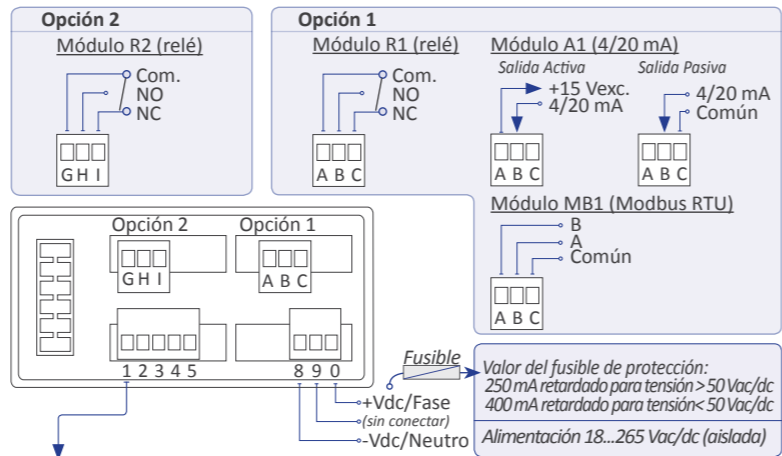 Opción 2
Módulo R2 (relé)
Com.
NO
NC
G H I
Opción 1
Módulo R1 (relé)
Com.
NO
NC
A B C
Módulo A1 (4/20 mA)
Salida Activa
+15 Vexc.
4/20 mA
A B C
Salida Pasiva
4/20 mA
Común
A B C
Módulo MB1 (Modbus RTU)
B
A
Común
A B C
Opción 2
G H I
Opción 1
A B C
1 2 3 4 5
8 9 0
Fusible
+Vdc/Fase
(sin conectar)
-Vdc/Neutro
Valor del fusible de protección:
250 mA retardado para tensión > 50 Vac/dc
400 mA retardado para tensión< 50 Vac/dc
Alimentación 18...265 Vac/dc (aislada)